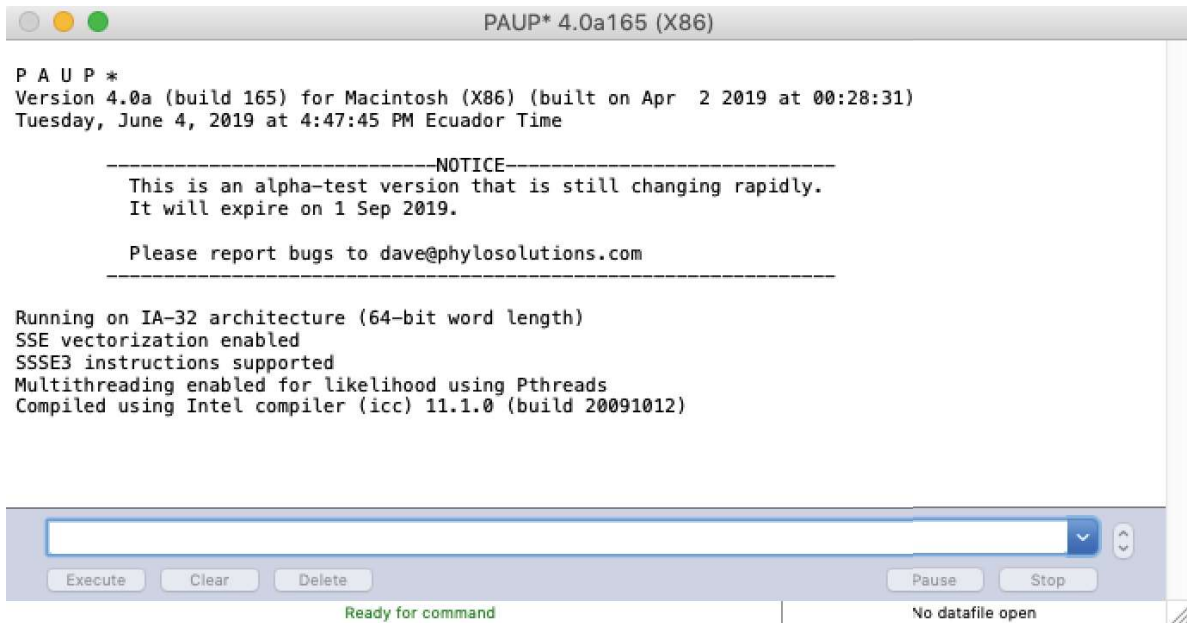 PAUP* 4.0a165 (X86)
P A U P *
Version 4.0a (build 165) for Macintosh (X86) (built on Apr  2 2019 at 00:28:31)
Tuesday, June 4, 2019 at 4:47:45 PM Ecuador Time
-----------------------------NOTICE-----------------------------
This is an alpha-test version that is still changing rapidly.
It will expire on 1 Sep 2019.
Please report bugs to dave@phylosolutions.com
----------------------------------------------------------------
Running on IA-32 architecture (64-bit word length)
SSE vectorization enabled
SSSE3 instructions supported
Multithreading enabled for likelihood using Pthreads
Compiled using Intel compiler (icc) 11.1.0 (build 20091012)
Execute Clear Delete Pause Stop
Ready for command No datafile open